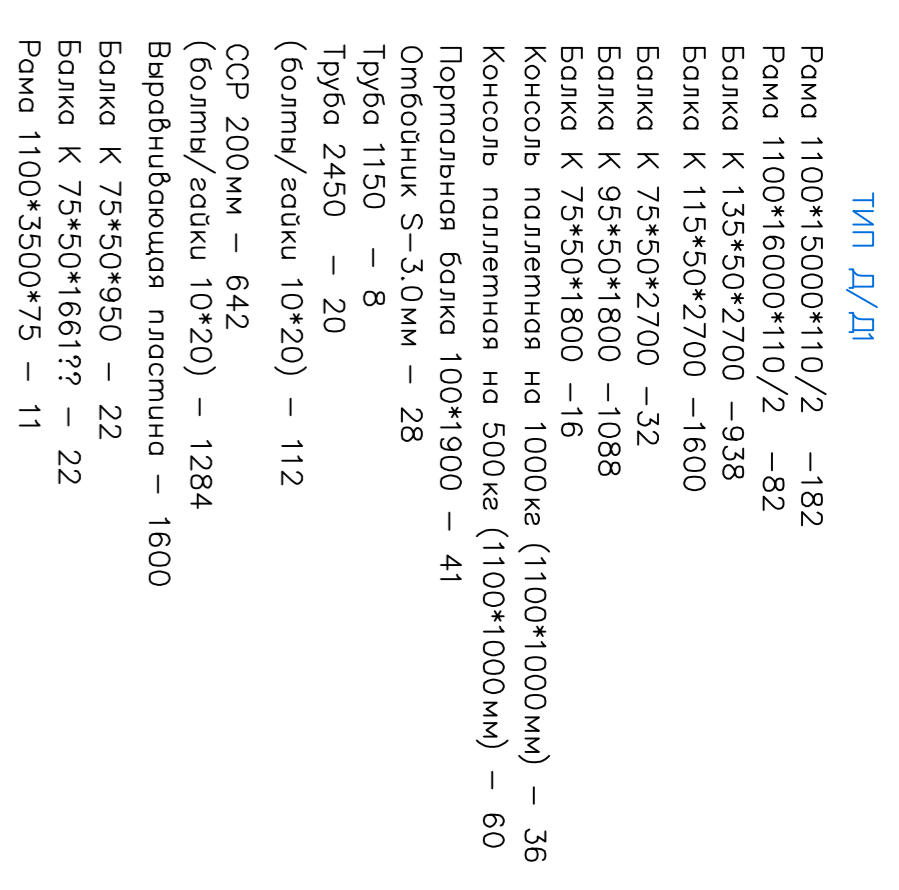 ТИП Д/Д1
Рама 1100*15000*110/2 -182
Рама 1100*16000*110/2 -82
Балка К 135*50*2700 -938
Балка К 115*50*2700 -1600
Балка К 75*50*2700 -32
Балка К 95*50*1800 -1088
Балка К 75*50*1800 -16
Консоль паллетная на 1000кг (1100*1000мм) - 36
Консоль паллетная на 500кг (1100*1000мм) - 60
Портальная балка 100*1900 - 41
Отбойник S-3.0мм - 28
Труба 1150 - 8
Труба 2450 - 20
(болты/гайки 10*20) - 112
ССР 200мм - 642
(болты/гайки 10*20) - 1284
Выравнивающая пластина - 1600
Балка К 75*50*950 - 22
Балка К 75*50*1661?? - 22
Рама 1100*3500*75 - 11